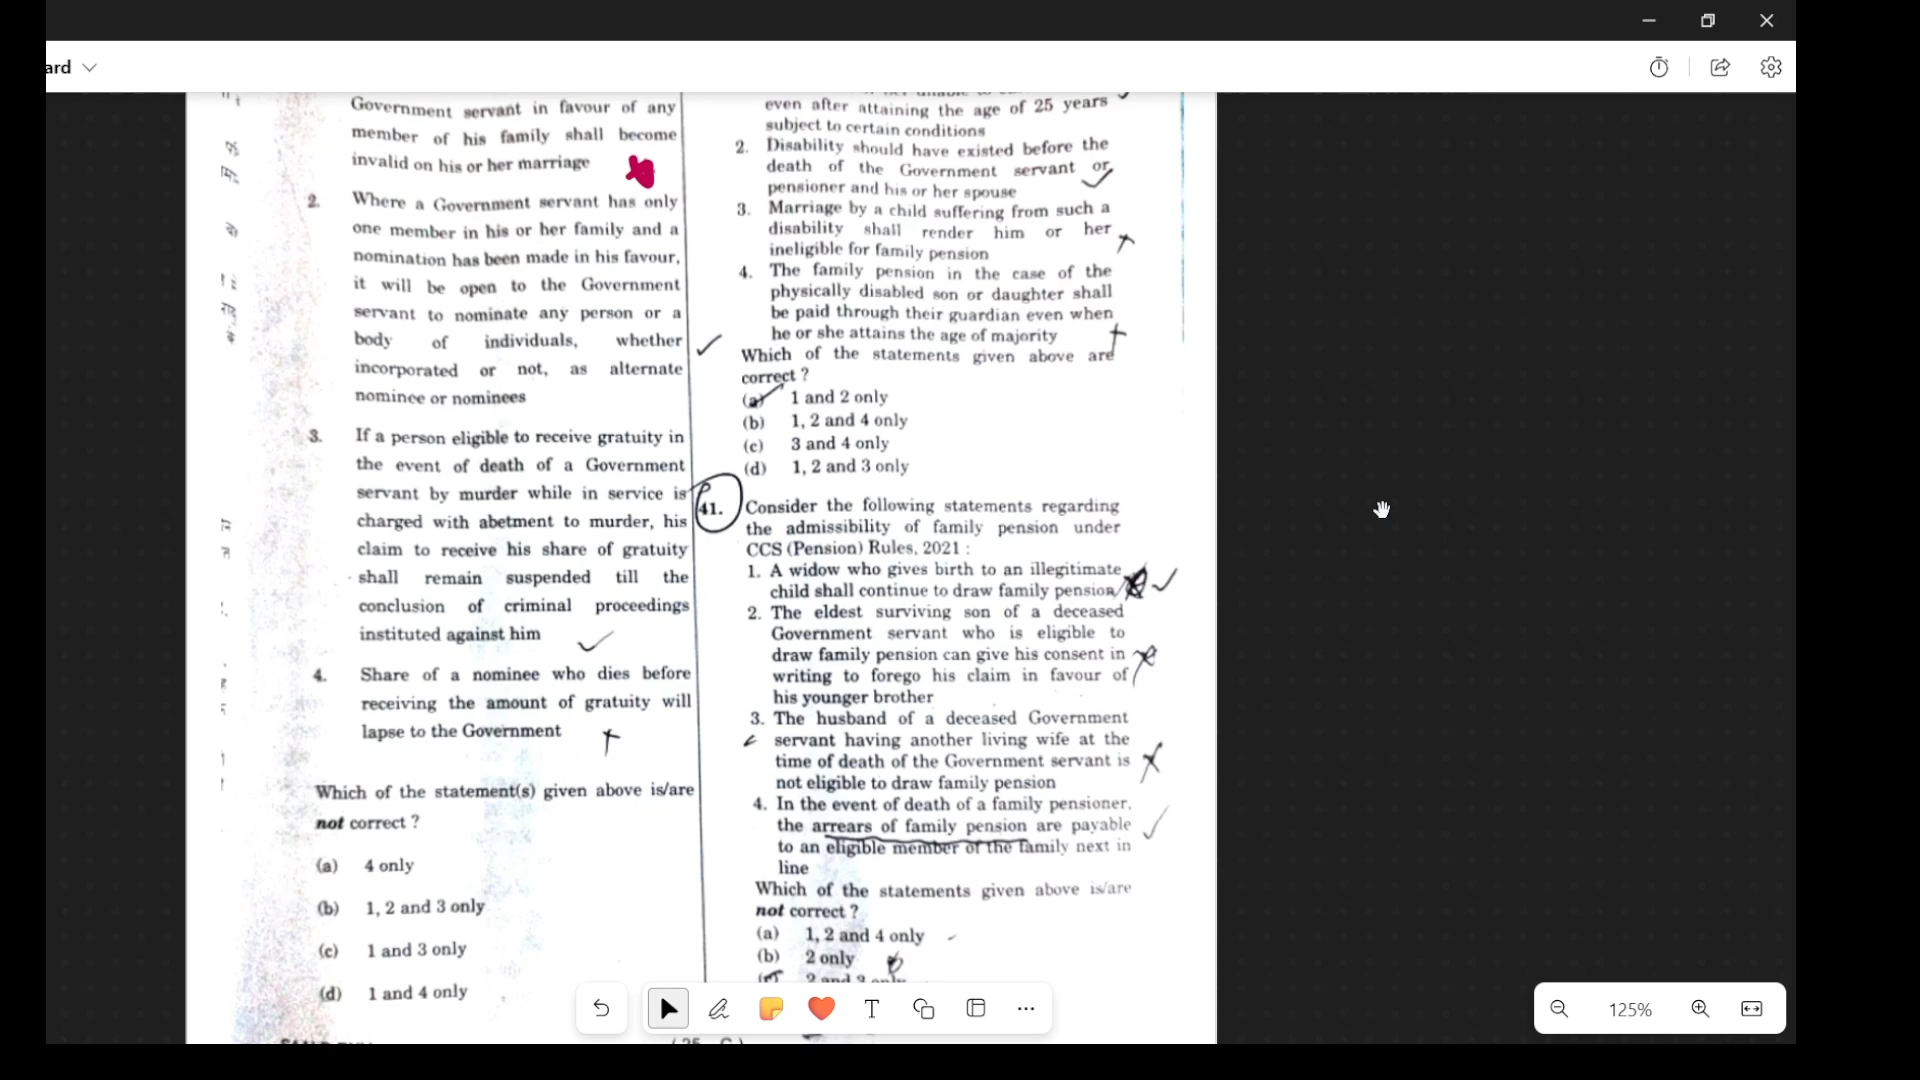 ard
Government servant in favour of any
member of his family shall become
invalid on his or her marriage
2. Where a Government servant has only
one member in his or her family and a
nomination has been made in his favour,
it will be open to the Government
servant to nominate any person or a
body of individuals, whether
incorporated or not, as alternate
nominee or nominees
3. If a person eligible to receive gratuity in
the event of death of a Government
servant by murder while in service is
charged with abetment to murder, his
claim to receive his share of gratuity
shall remain suspended till the
conclusion of criminal proceedings
instituted against him
4. Share of a nominee who dies before
receiving the amount of gratuity will
lapse to the Government
Which of the statement(s) given above is/are
not correct ?
(a) 4 only
(b) 1, 2 and 3 only
(c) 1 and 3 only
(d) 1 and 4 only
even after attaining the age of 25 years
subject to certain conditions
2. Disability should have existed before the
death of the Government servant or
pensioner and his or her spouse
3. Marriage by a child suffering from such a
disability shall render him or her
ineligible for family pension
4. The family pension in the case of the
physically disabled son or daughter shall
be paid through their guardian even when
he or she attains the age of majority
Which of the statements given above are
correct ?
(a) 1 and 2 only
(b) 1, 2 and 4 only
(c) 3 and 4 only
(d) 1, 2 and 3 only
41. Consider the following statements regarding
the admissibility of family pension under
CCS (Pension) Rules, 2021 :
1. A widow who gives birth to an illegitimate
child shall continue to draw family pension
2. The eldest surviving son of a deceased
Government servant who is eligible to
draw family pension can give his consent in
writing to forego his claim in favour of
his younger brother
3. The husband of a deceased Government
servant having another living wife at the
time of death of the Government servant is
not eligible to draw family pension
4. In the event of death of a family pensioner,
the arrears of family pension are payable
to an eligible member of the family next in
line
Which of the statements given above is/are
not correct ?
(a) 1, 2 and 4 only
(b) 2 only
2 and 3 only
125%